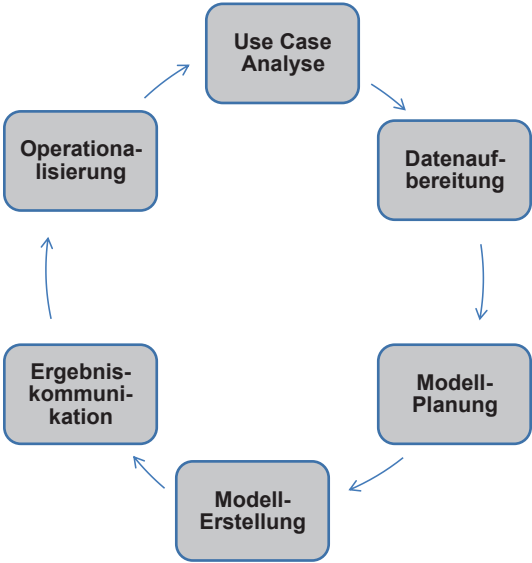 Use Case
Analyse
Datenauf-
bereitung
Modell-
Planung
Modell-
Erstellung
Ergebnis-
kommuni-
kation
Operationa-
lisierung